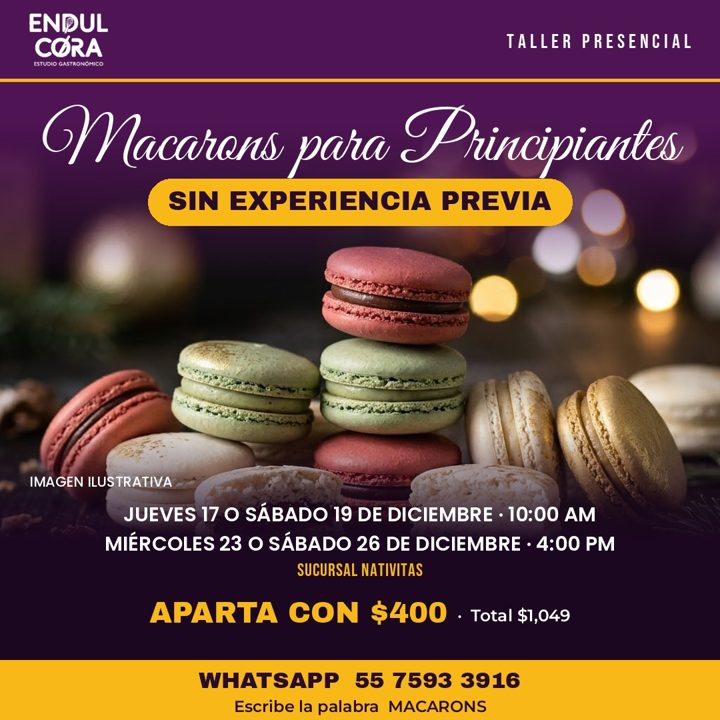 ENDUL
CØRA
ESTUDIO GASTRONÓMICO
TALLER PRESENCIAL
Macarons para Principiantes
SIN EXPERIENCIA PREVIA
IMAGEN ILUSTRATIVA
JUEVES 17 O SÁBADO 19 DE DICIEMBRE · 10:00 AM
MIÉRCOLES 23 O SÁBADO 26 DE DICIEMBRE · 4:00 PM
SUCURSAL NATIVITAS
APARTA CON $400 · Total $1,049
WHATSAPP 55 7593 3916
Escribe la palabra MACARONS